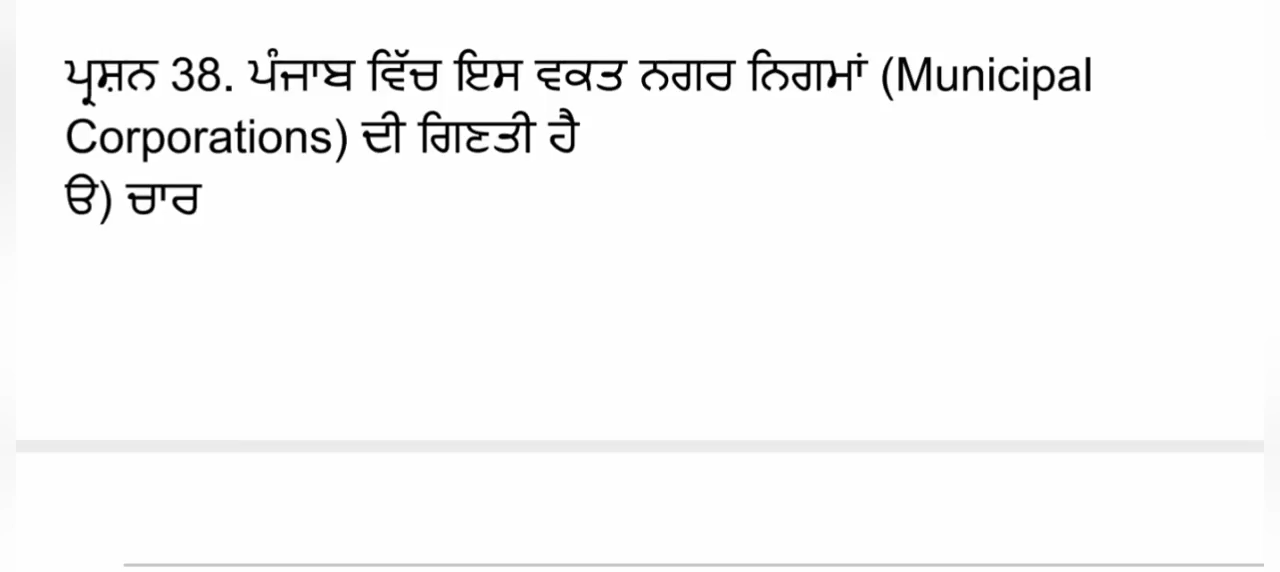 ਪ੍ਰਸ਼ਨ 38. ਪੰਜਾਬ ਵਿੱਚ ਇਸ ਵਕਤ ਨਗਰ ਨਿਗਮਾਂ (Municipal
Corporations) ਦੀ ਗਿਣਤੀ ਹੈ
ੳ) ਚਾਰ